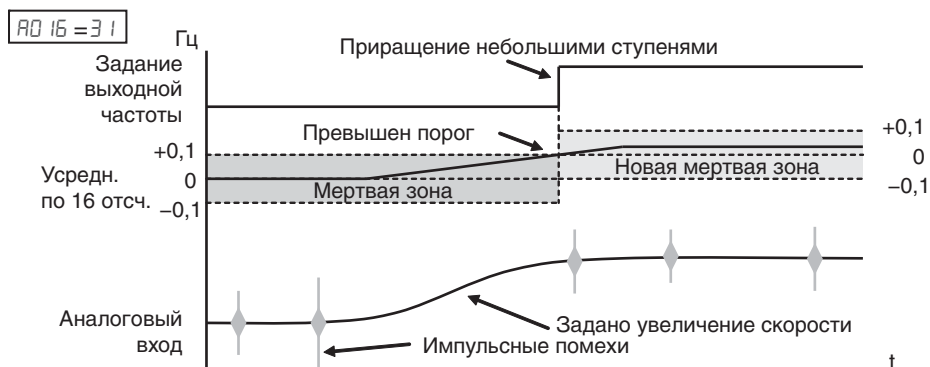 A016=31
Гц
Задание
выходной
частоты
Приращение небольшими ступенями
Превышен порог
+0,1
0
–0,1
Усредн.
по 16 отсч.
Мертвая зона
Новая мертвая зона
+0,1
0
–0,1
Аналоговый
вход
Задано увеличение скорости
Импульсные помехи
t